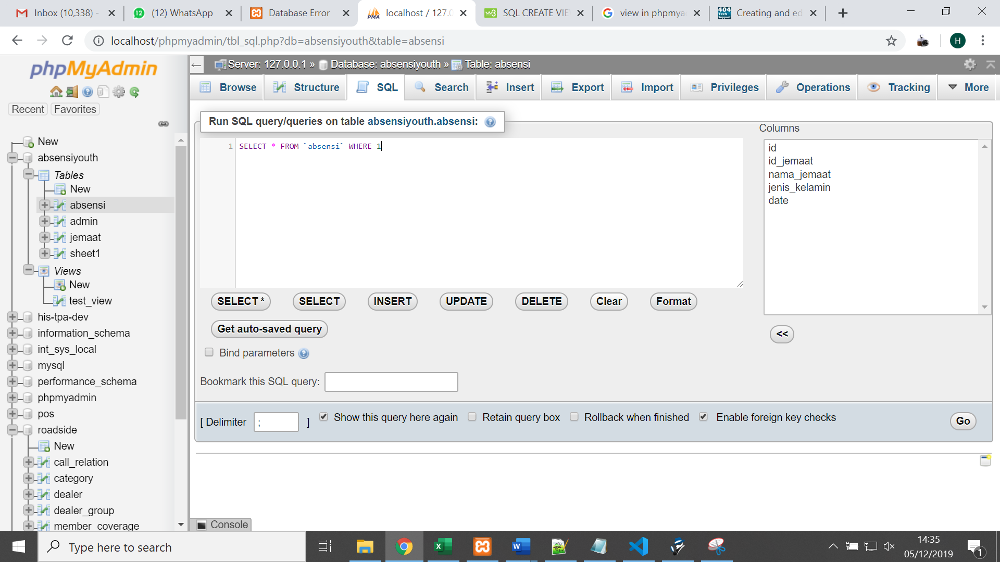 Inbox (10,338) -
(12) WhatsApp
Database Error
localhost / 127.0
SQL CREATE VIE
view in phpmya
Creating and ed
localhost/phpmyadmin/tbl_sql.php?db=absensiyouth&table=absensi
H
phpMyAdmin
Recent Favorites
New
absensiyouth
Tables
New
absensi
admin
jemaat
sheet1
Views
New
test_view
his-tpa-dev
information_schema
int_sys_local
mysql
performance_schema
phpmyadmin
pos
roadside
New
call_relation
category
dealer
dealer_group
member_coverage
Server: 127.0.0.1 » Database: absensiyouth » Table: absensi
Browse Structure SQL Search Insert Export Import Privileges Operations Tracking More
Run SQL query/queries on table absensiyouth.absensi:
1 SELECT * FROM `absensi` WHERE 1
Columns
id
id_jemaat
nama_jemaat
jenis_kelamin
date
SELECT * SELECT INSERT UPDATE DELETE Clear Format
Get auto-saved query
<<
Bind parameters
Bookmark this SQL query:
[ Delimiter ; ] Show this query here again Retain query box Rollback when finished Enable foreign key checks
Go
Console
Type here to search
14:35
05/12/2019
1